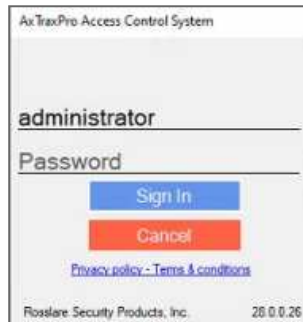 AxTraxPro Access Control System
administrator
Password
Sign In
Cancel
Privacy policy - Terms & conditions
Rosslare Security Products, Inc. 28.0.0.26